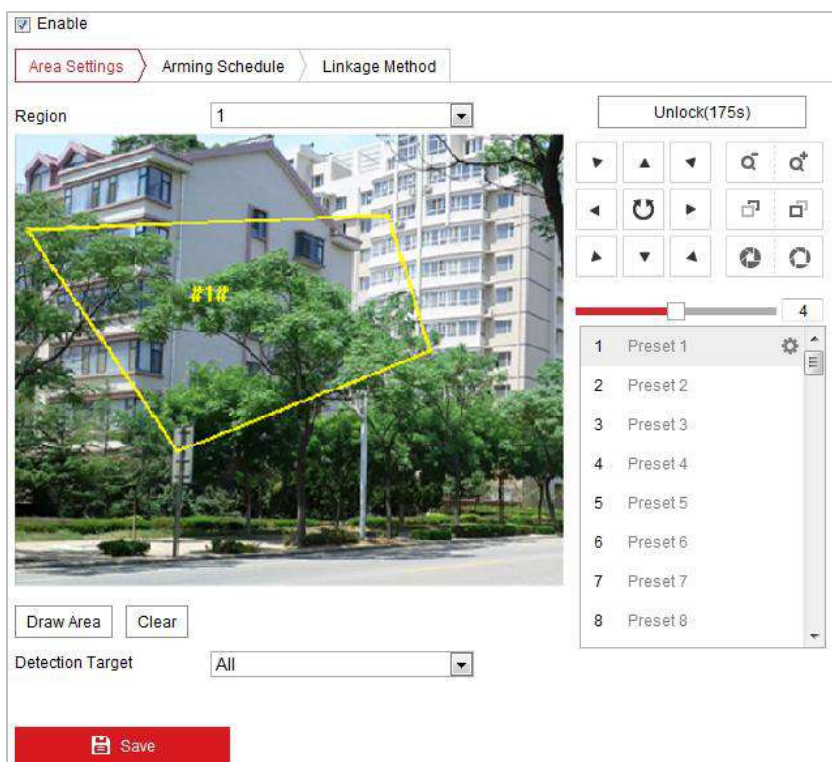 Enable
Area Settings
Arming Schedule
Linkage Method
Region
1
Unlock(175s)
#1#
4
1 Preset 1
2 Preset 2
3 Preset 3
4 Preset 4
5 Preset 5
6 Preset 6
7 Preset 7
8 Preset 8
Draw Area
Clear
Detection Target
All
Save